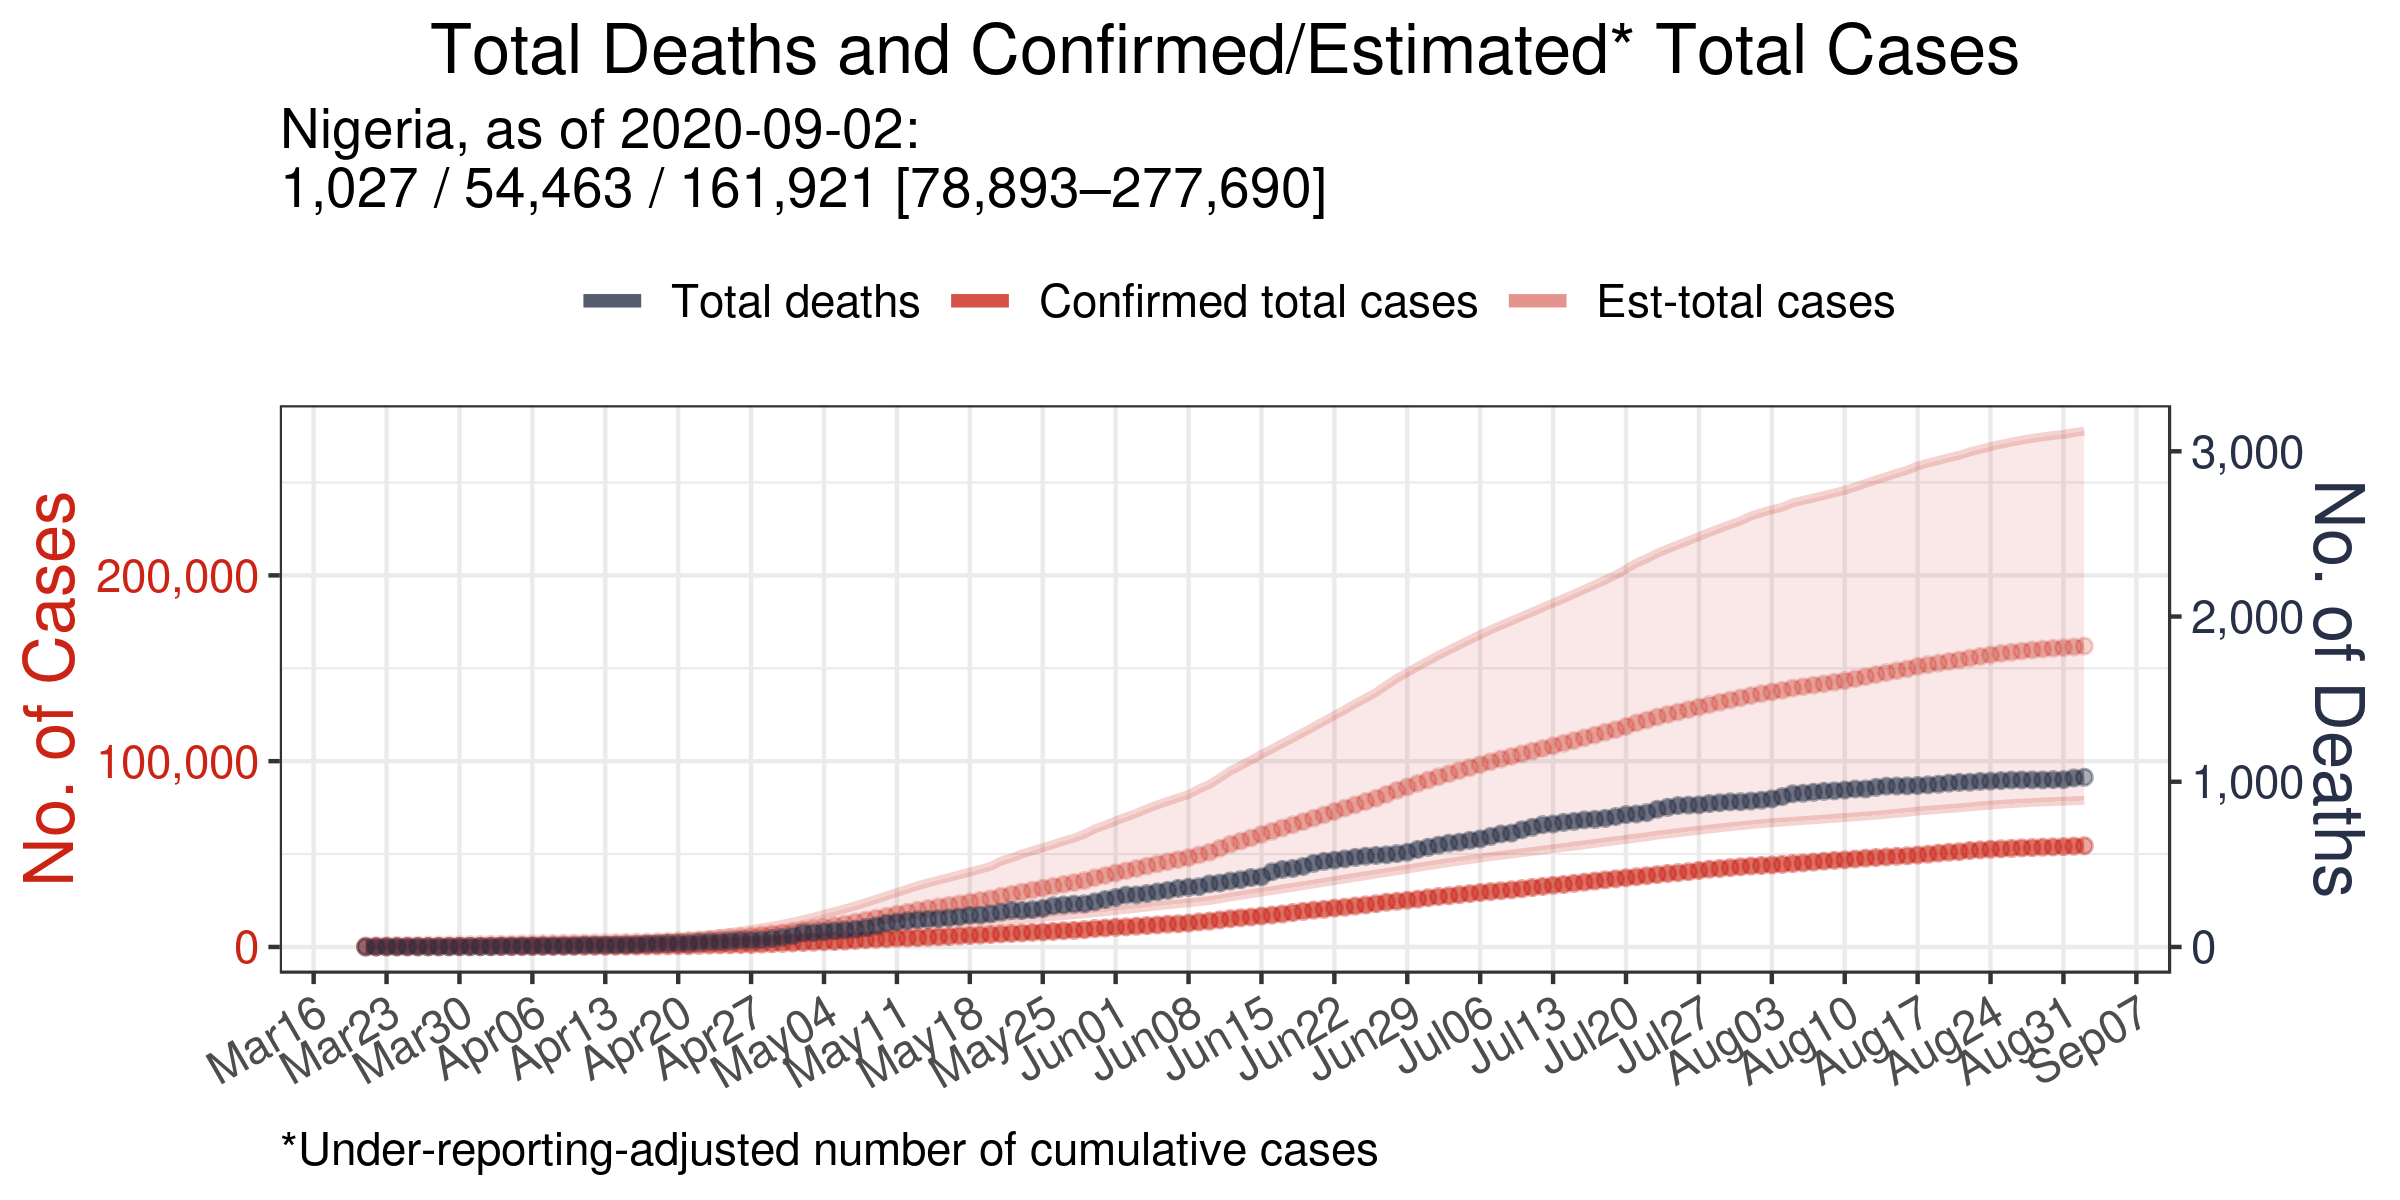 Total Deaths and Confirmed/Estimated* Total Cases
Nigeria, as of 2020-09-02:
1,027 / 54,463 / 161,921 [78,893–277,690]
Total deaths
Confirmed total cases
Est-total cases
No. of Cases
200,000
100,000
0
3,000
2,000
1,000
0
No. of Deaths
Mar16
Mar23
Mar30
Apr06
Apr13
Apr20
Apr27
May04
May11
May18
May25
Jun01
Jun08
Jun15
Jun22
Jun29
Jul06
Jul13
Jul20
Jul27
Aug03
Aug10
Aug17
Aug24
Aug31
Sep07
*Under-reporting-adjusted number of cumulative cases